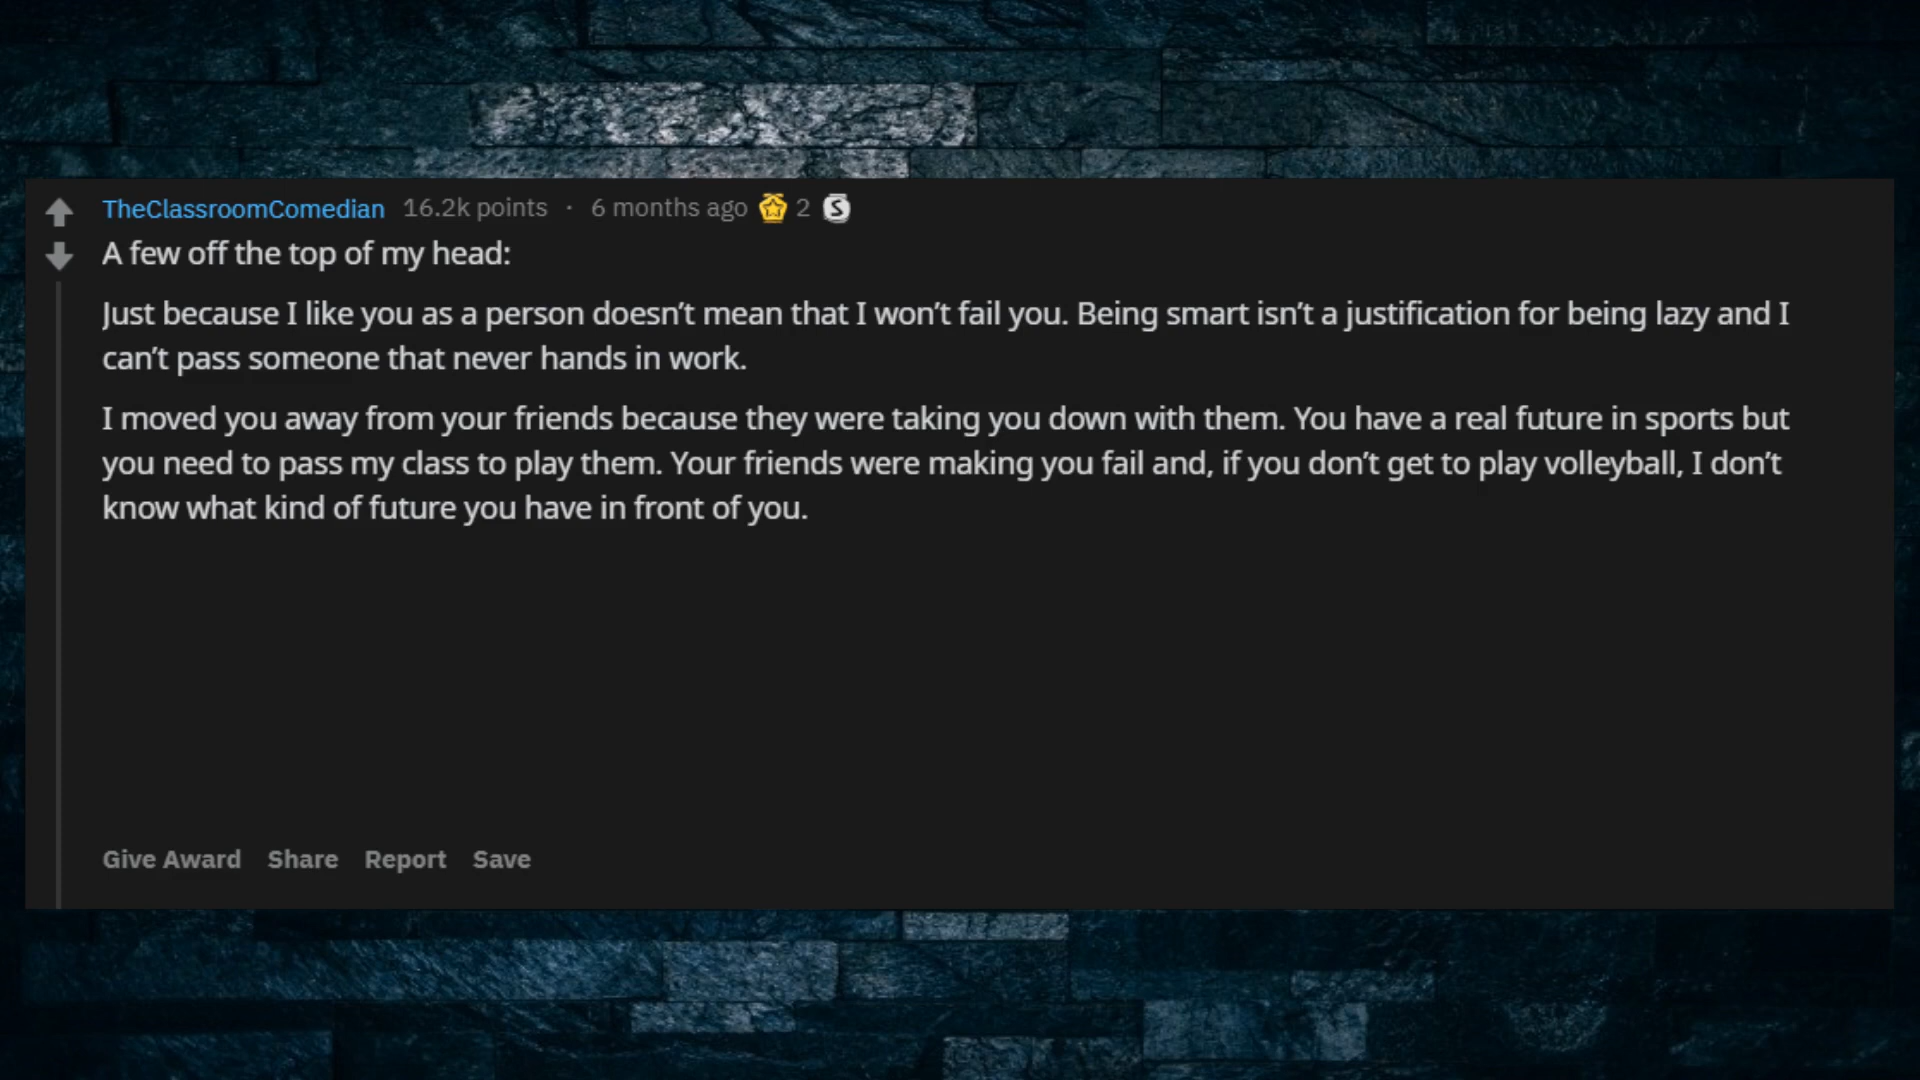 TheClassroomComedian 16.2k points · 6 months ago 2 S
A few off the top of my head:
Just because I like you as a person doesn’t mean that I won’t fail you. Being smart isn’t a justification for being lazy and I
can’t pass someone that never hands in work.
I moved you away from your friends because they were taking you down with them. You have a real future in sports but
you need to pass my class to play them. Your friends were making you fail and, if you don’t get to play volleyball, I don’t
know what kind of future you have in front of you.
Give Award Share Report Save